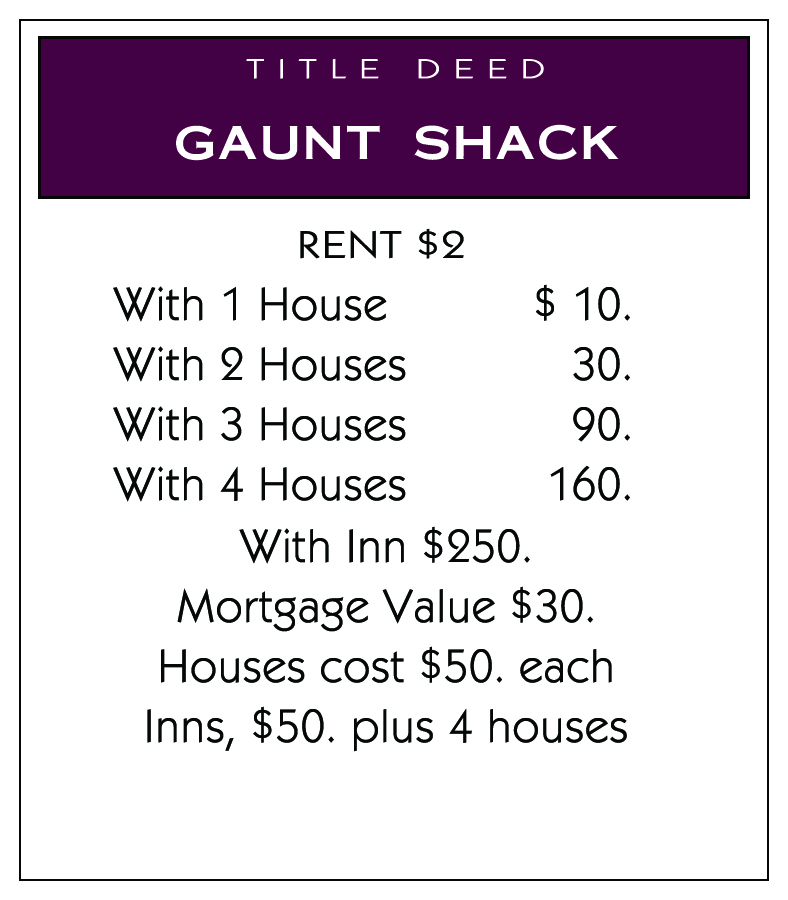 TITLE DEED
GAUNT SHACK
RENT $2
With 1 House $ 10.
With 2 Houses 30.
With 3 Houses 90.
With 4 Houses 160.
With Inn $250.
Mortgage Value $30.
Houses cost $50. each
Inns, $50. plus 4 houses